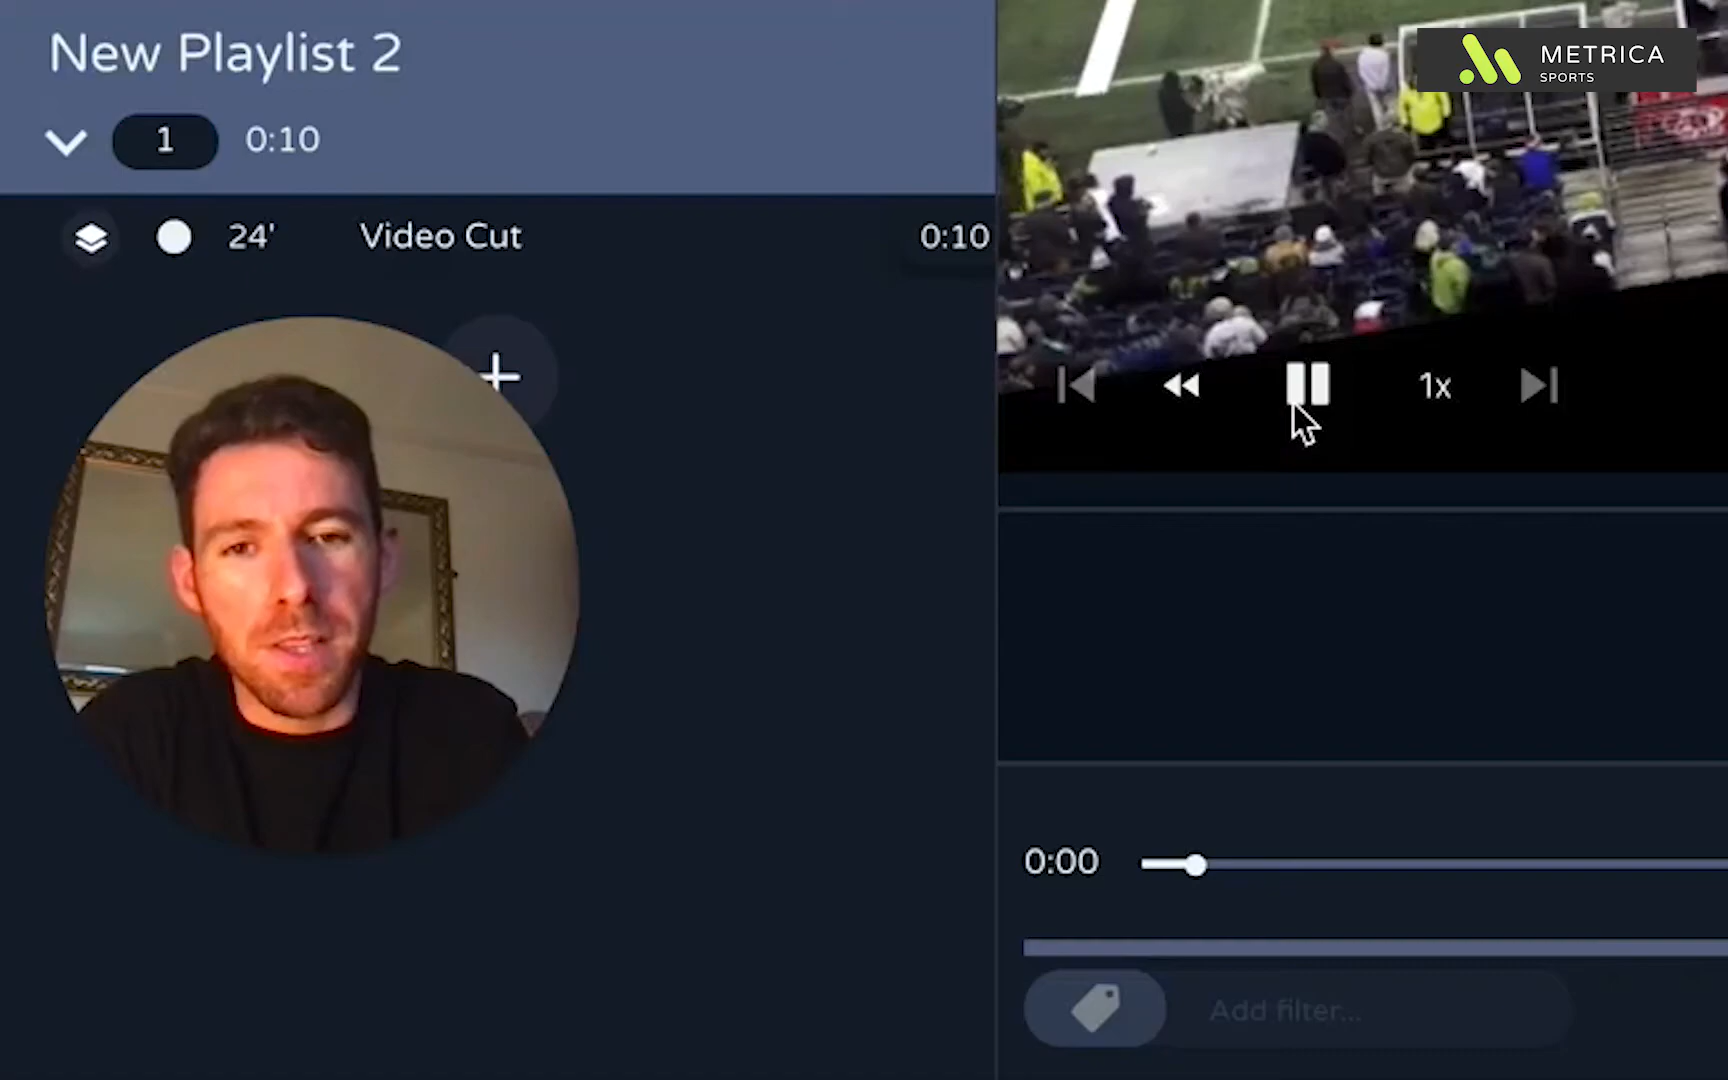 New Playlist 2
1 0:10
24' Video Cut 0:10
METRICA
SPORTS
1x
0:00
Add filter...